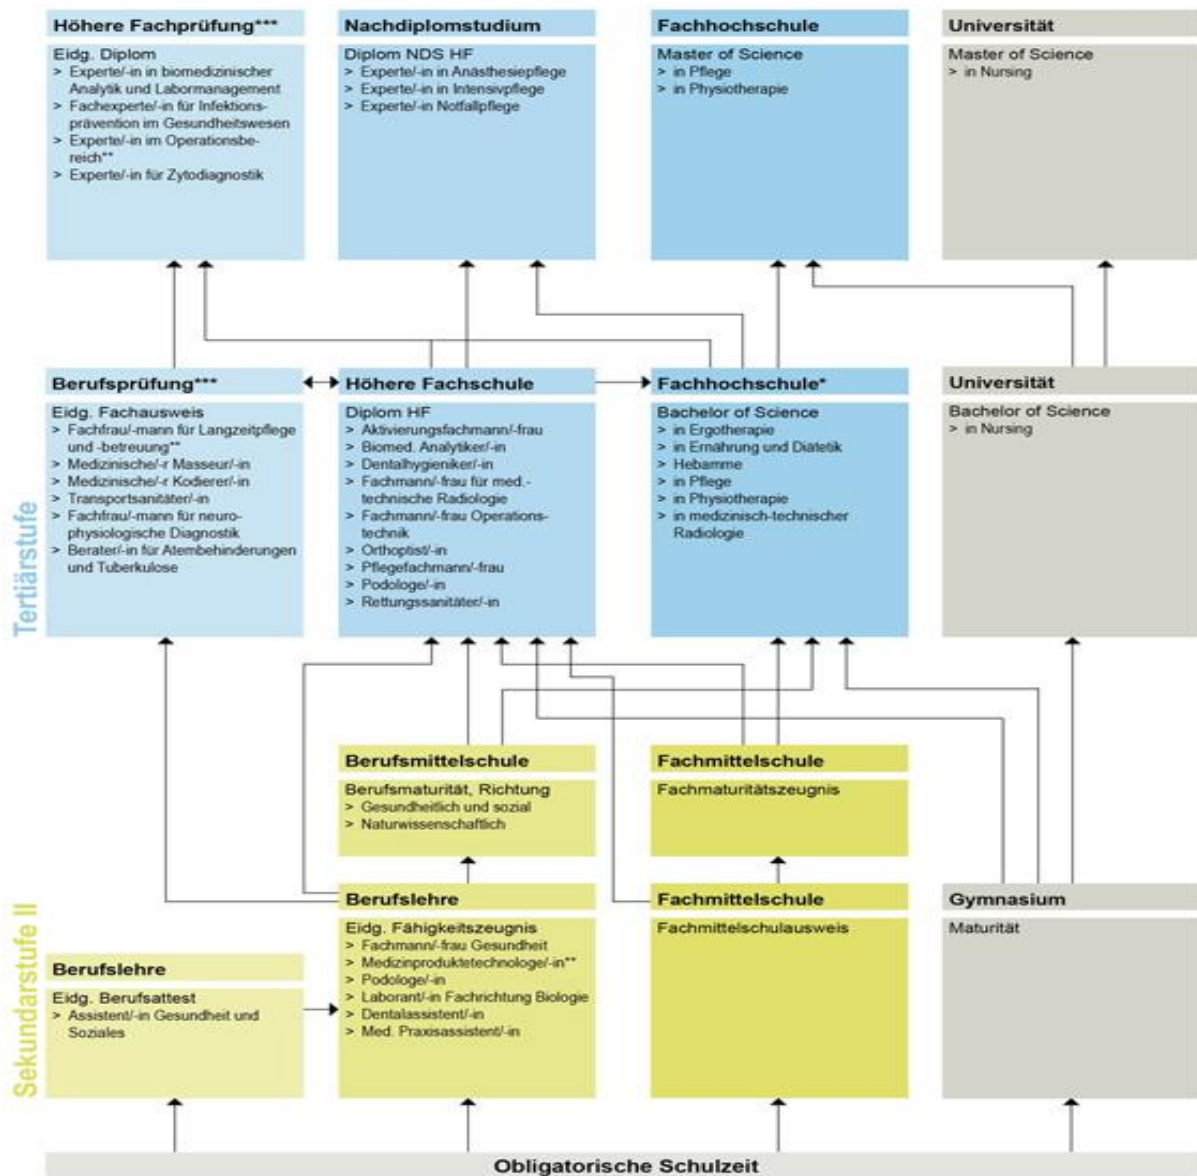 Höhere Fachprüfung***
Eidg. Diplom
> Experte/-in in biomedizinischer
Analytik und Labormanagement
> Fachexperte/-in für Infektions-
prävention im Gesundheitswesen
> Experte/-in im Operationsbe-
reich**
> Experte/-in für Zytodiagnostik
Nachdiplomstudium
Diplom NDS HF
> Experte/-in in Anästhesiepflege
> Experte/-in in Intensivpflege
> Experte/-in Notfallpflege
Fachhochschule
Master of Science
> in Pflege
> in Physiotherapie
Universität
Master of Science
> in Nursing
Tertiärstufe
Berufsprüfung***
Eidg. Fachausweis
> Fachfrau/-mann für Langzeitpflege
und -betreuung**
> Medizinische/-r Masseur/-in
> Medizinische/-r Kodierer/-in
> Transportsanitäter/-in
> Fachfrau/-mann für neuro-
physiologische Diagnostik
> Berater/-in für Atembehinderungen
und Tuberkulose
Höhere Fachschule
Diplom HF
> Aktivierungsfachmann/-frau
> Biomed. Analytiker/-in
> Dentalhygieniker/-in
> Fachmann/-frau für med.-
technische Radiologie
> Fachmann/-frau Operations-
technik
> Orthoptist/-in
> Pflegefachmann/-frau
> Podologe/-in
> Rettungssanitäter/-in
Fachhochschule*
Bachelor of Science
> in Ergotherapie
> in Ernährung und Diätetik
> Hebamme
> in Pflege
> in Physiotherapie
> in medizinisch-technischer
Radiologie
Universität
Bachelor of Science
> in Nursing
Sekundarstufe II
Berufsmittelschule
Berufsmaturität, Richtung
> Gesundheitlich und sozial
> Naturwissenschaftlich
Fachmittelschule
Fachmaturitätszeugnis
Berufslehre
Eidg. Berufsattest
> Assistent/-in Gesundheit und
Soziales
Berufslehre
Eidg. Fähigkeitszeugnis
> Fachmann/-frau Gesundheit
> Medizinproduktetechnologe/-in**
> Podologe/-in
> Laborant/-in Fachrichtung Biologie
> Dentalassistent/-in
> Med. Praxisassistent/-in
Fachmittelschule
Fachmittelschulausweis
Gymnasium
Maturität
Obligatorische Schulzeit